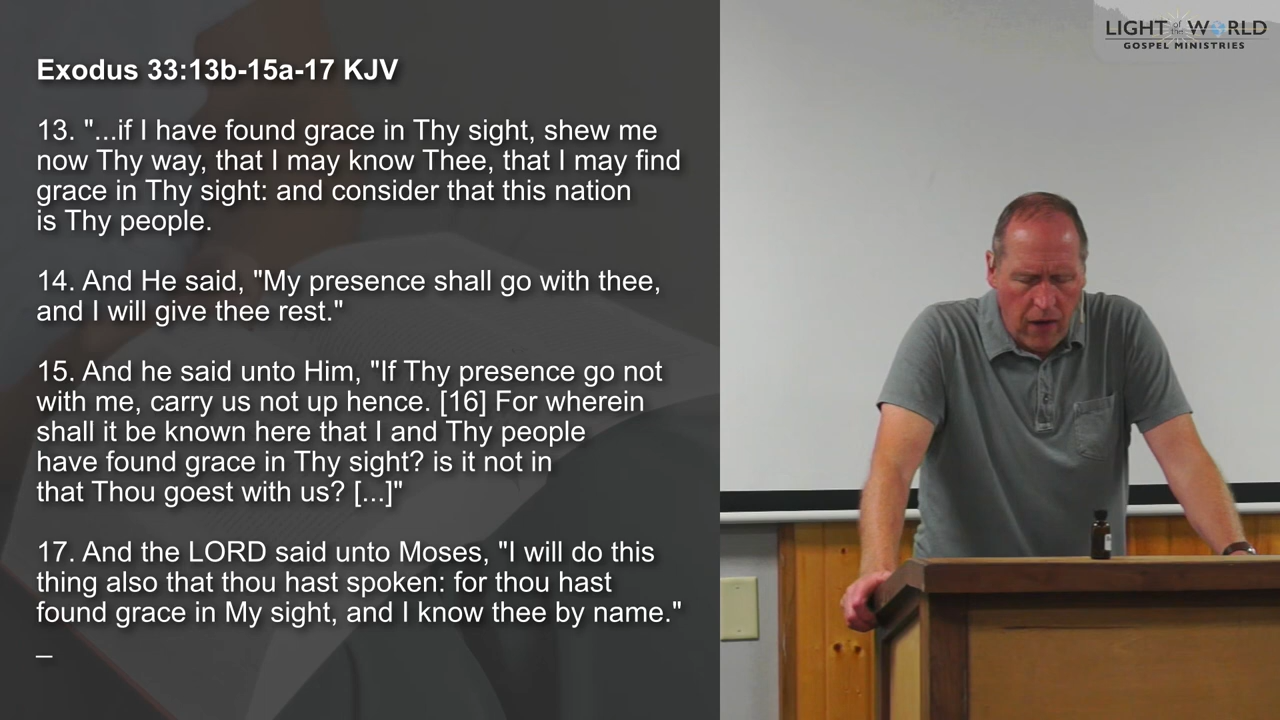 Exodus 33:13b-15a-17 KJV
13. "...if I have found grace in Thy sight, shew me
now Thy way, that I may know Thee, that I may find
grace in Thy sight: and consider that this nation
is Thy people.
14. And He said, "My presence shall go with thee,
and I will give thee rest."
15. And he said unto Him, "If Thy presence go not
with me, carry us not up hence. [16] For wherein
shall it be known here that I and Thy people
have found grace in Thy sight? is it not in
that Thou goest with us? [...]"
17. And the LORD said unto Moses, "I will do this
thing also that thou hast spoken: for thou hast
found grace in My sight, and I know thee by name."
_
LIGHT of the WORLD
GOSPEL MINISTRIES